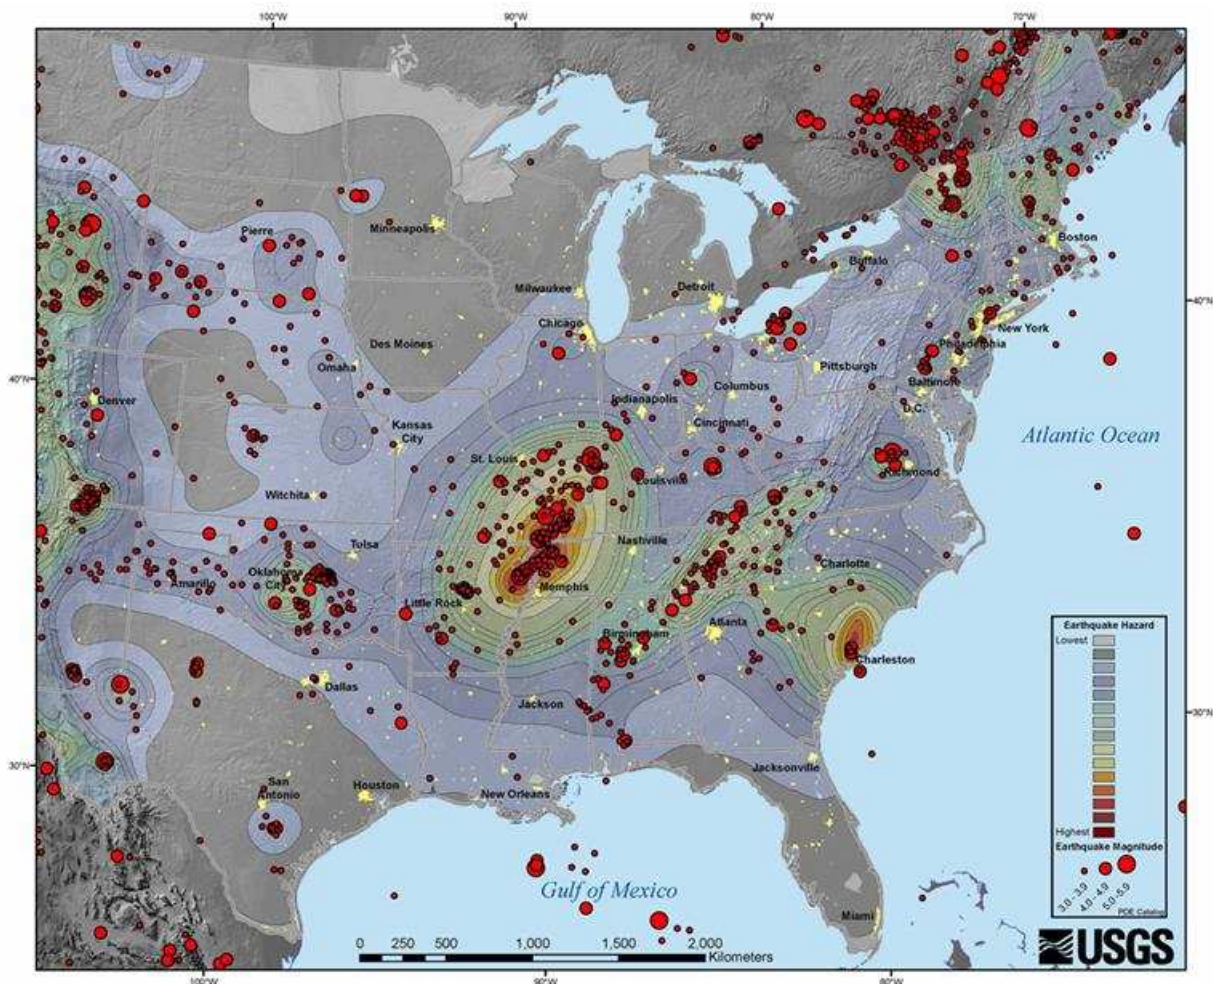 100°W 90°W 80°W 70°W
Pierre
Minneapolis
Boston
Buffalo
Milwaukee
Detroit
40°N
Chicago
New York
Des Moines
Philadelphia
Omaha
Pittsburgh
40°N
Columbus
Baltimore
Denver
Indianapolis
D.C.
Kansas
City
Cincinnati
Atlantic Ocean
St. Louis
Richmond
Louisville
Witchita
Nashville
Tulsa
Charlotte
Oklahoma
City
Amarillo
Memphis
Little Rock
Birmingham
Atlanta
Earthquake Hazard
Lowest
Charleston
Dallas
Jackson
30°N
30°N
Jacksonville
San
Antonio
Houston
New Orleans
Highest
Earthquake Magnitude
3.0 - 3.9
4.0 - 4.9
5.0 - 5.9
PDE Catalog
Gulf of Mexico
Miami
0 250 500 1,000 1,500 2,000
Kilometers
USGS
100°W 90°W 80°W